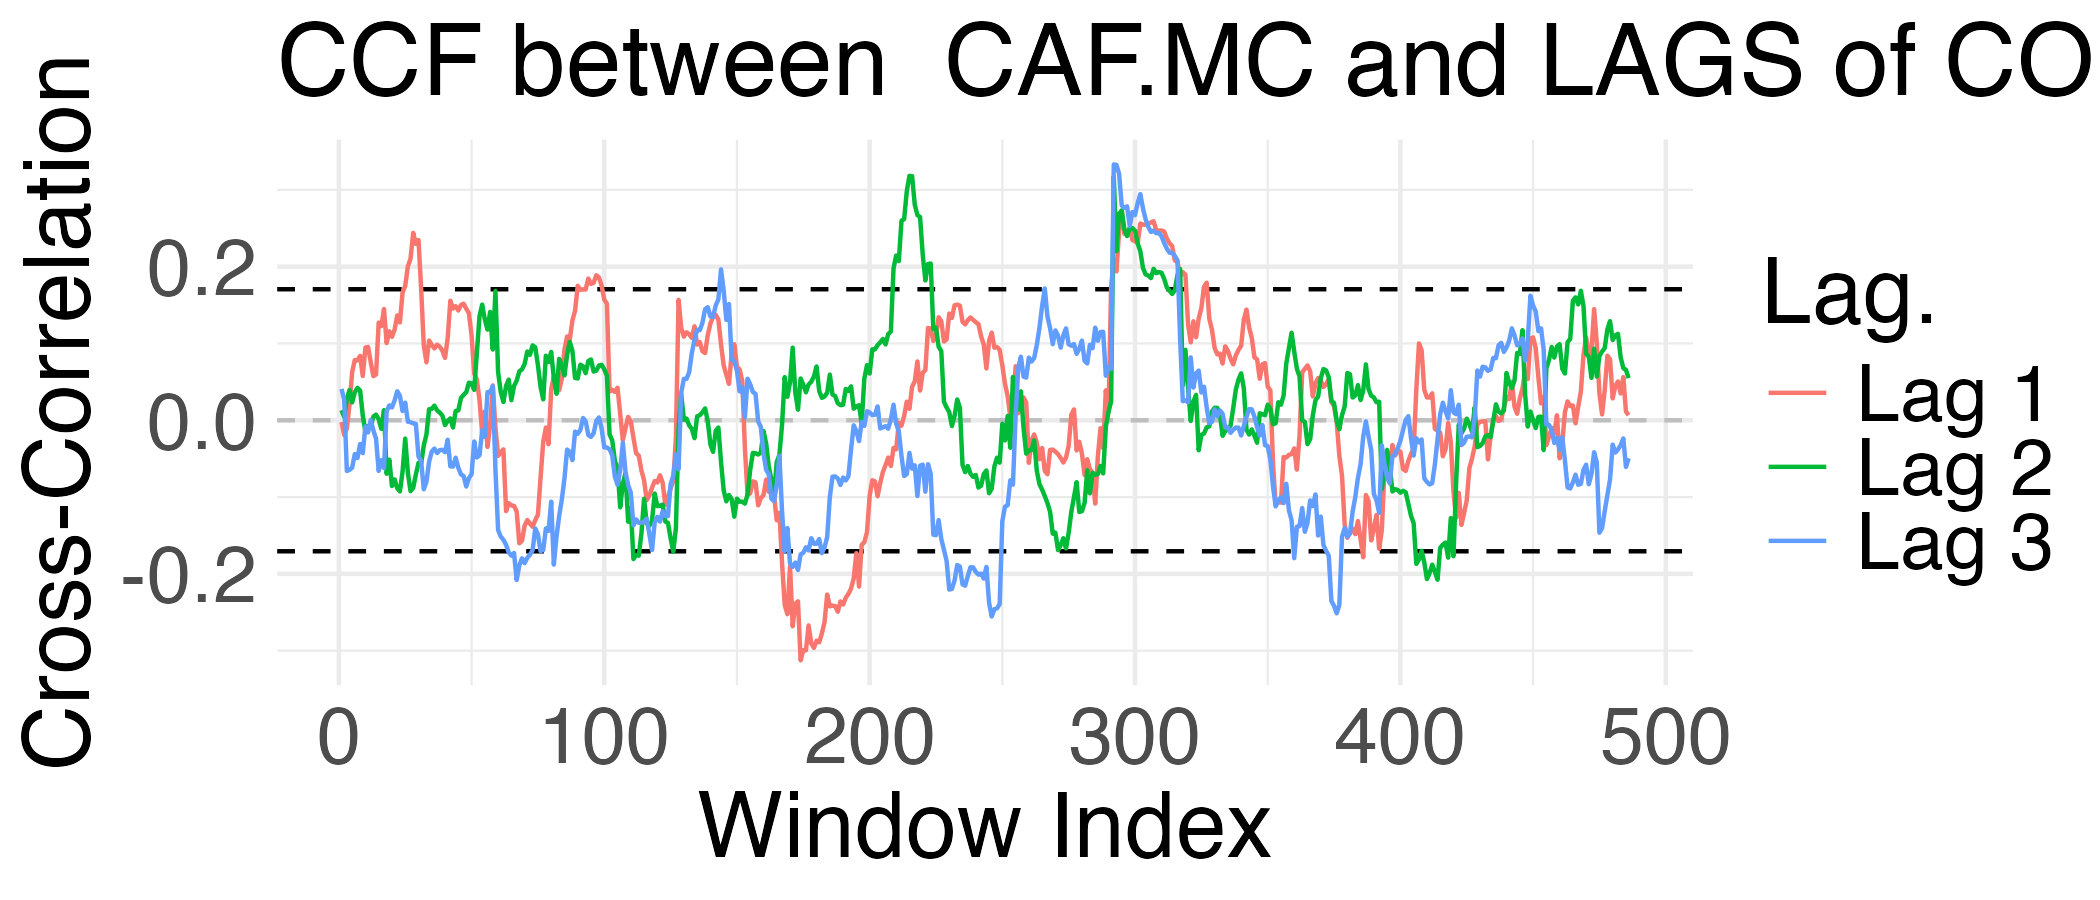 CCF between  CAF.MC and LAGS of CO
Cross-Correlation
0.2
0.0
-0.2
0 100 200 300 400 500
Window Index
Lag.
Lag 1
Lag 2
Lag 3